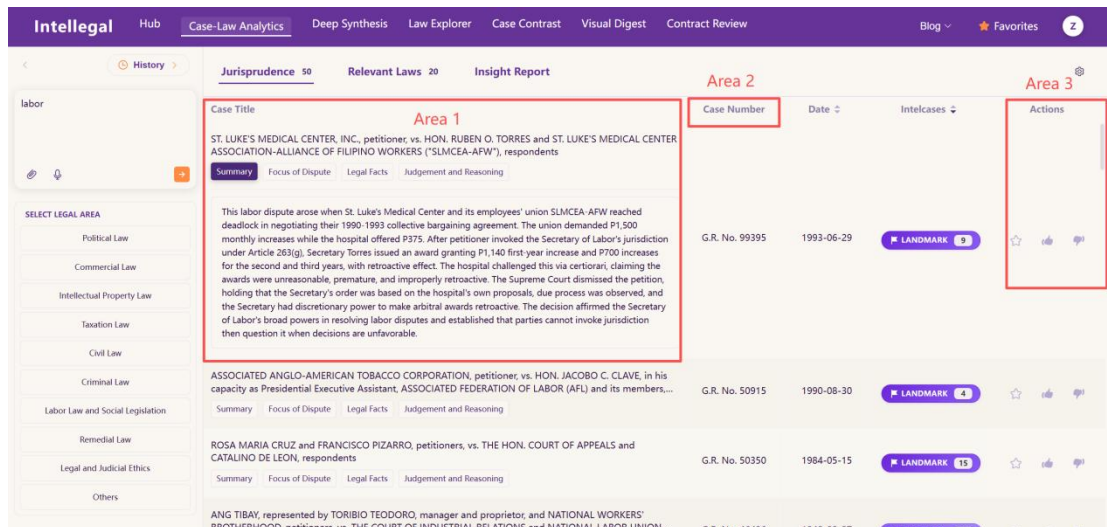 Intellegal Hub Case-Law Analytics Deep Synthesis Law Explorer Case Contrast Visual Digest Contract Review Blog Favorites Z
History
Jurisprudence 50 Relevant Laws 20 Insight Report
labor
SELECT LEGAL AREA
Political Law
Commercial Law
Intellectual Property Law
Taxation Law
Civil Law
Criminal Law
Labor Law and Social Legislation
Remedial Law
Legal and Judicial Ethics
Others
Area 1
Area 2
Area 3
Case Title Case Number Date Intelcases Actions
ST. LUKE'S MEDICAL CENTER, INC., petitioner, vs. HON. RUBEN O. TORRES and ST. LUKE'S MEDICAL CENTER
ASSOCIATION-ALLIANCE OF FILIPINO WORKERS ("SLMCEA-AFW"), respondents
Summary Focus of Dispute Legal Facts Judgement and Reasoning
This labor dispute arose when St. Luke's Medical Center and its employees' union SLMCEA-AFW reached
deadlock in negotiating their 1990-1993 collective bargaining agreement. The union demanded P1,500
monthly increases while the hospital offered P375. After petitioner invoked the Secretary of Labor's jurisdiction
under Article 263(g), Secretary Torres issued an award granting P1,140 first-year increase and P700 increases
for the second and third years, with retroactive effect. The hospital challenged this via certiorari, claiming the
awards were unreasonable, premature, and improperly retroactive. The Supreme Court dismissed the petition,
holding that the Secretary's order was based on the hospital's own proposals, due process was observed, and
the Secretary had discretionary power to make arbitral awards retroactive. The decision affirmed the Secretary
of Labor's broad powers in resolving labor disputes and established that parties cannot invoke jurisdiction
then question it when decisions are unfavorable.
G.R. No. 99395 1993-06-29 LANDMARK 9
ASSOCIATED ANGLO-AMERICAN TOBACCO CORPORATION, petitioner, vs. HON. JACOBO C. CLAVE, in his
capacity as Presidential Executive Assistant, ASSOCIATED FEDERATION OF LABOR (AFL) and its members,...
Summary Focus of Dispute Legal Facts Judgement and Reasoning
G.R. No. 50915 1990-08-30 LANDMARK 4
ROSA MARIA CRUZ and FRANCISCO PIZARRO, petitioners, vs. THE HON. COURT OF APPEALS and
CATALINO DE LEON, respondents
Summary Focus of Dispute Legal Facts Judgement and Reasoning
G.R. No. 50350 1984-05-15 LANDMARK 15
ANG TIBAY, represented by TORIBIO TEODORO, manager and proprietor, and NATIONAL WORKERS'